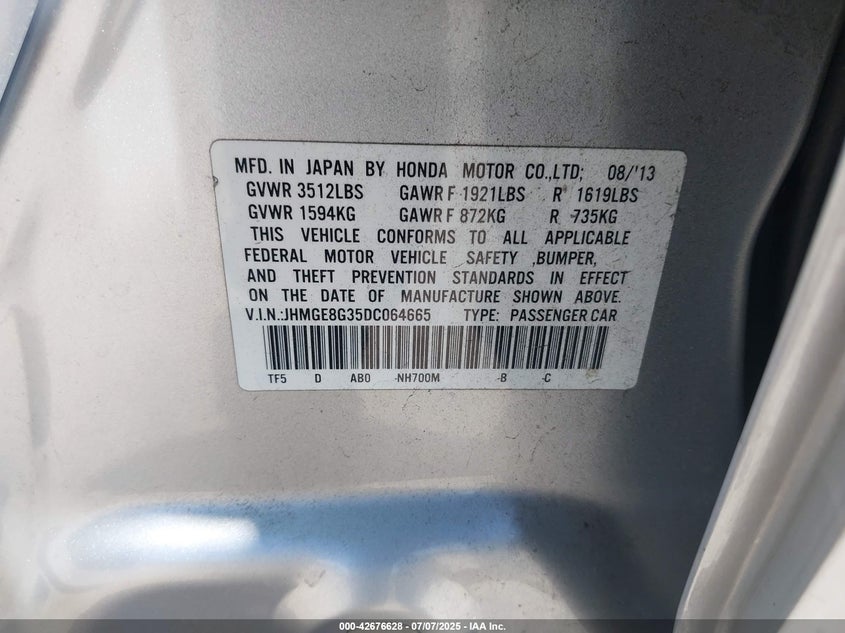 MFD. IN JAPAN BY HONDA MOTOR CO.,LTD; 08/'13
GVWR 3512LBS GAWR F 1921LBS R 1619LBS
GVWR 1594KG GAWR F 872KG R 735KG
THIS VEHICLE CONFORMS TO ALL APPLICABLE
FEDERAL MOTOR VEHICLE SAFETY ,BUMPER,
AND THEFT PREVENTION STANDARDS IN EFFECT
ON THE DATE OF MANUFACTURE SHOWN ABOVE.
V.I.N.:JHMGE8G35DC064665 TYPE: PASSENGER CAR
TF5 D AB0 -NH700M -B -C
000-42676628 - 07/07/2025 - © IAA Inc.